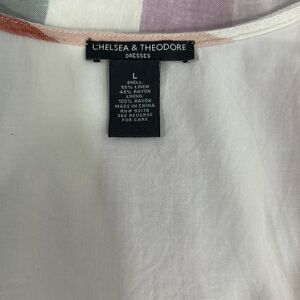 CHELSEA & THEODORE
DRESSES
L
SHELL:
55% LINEN
45% RAYON
LINING:
100% RAYON
MADE IN CHINA
RN# 93178
SEE REVERSE
FOR CARE